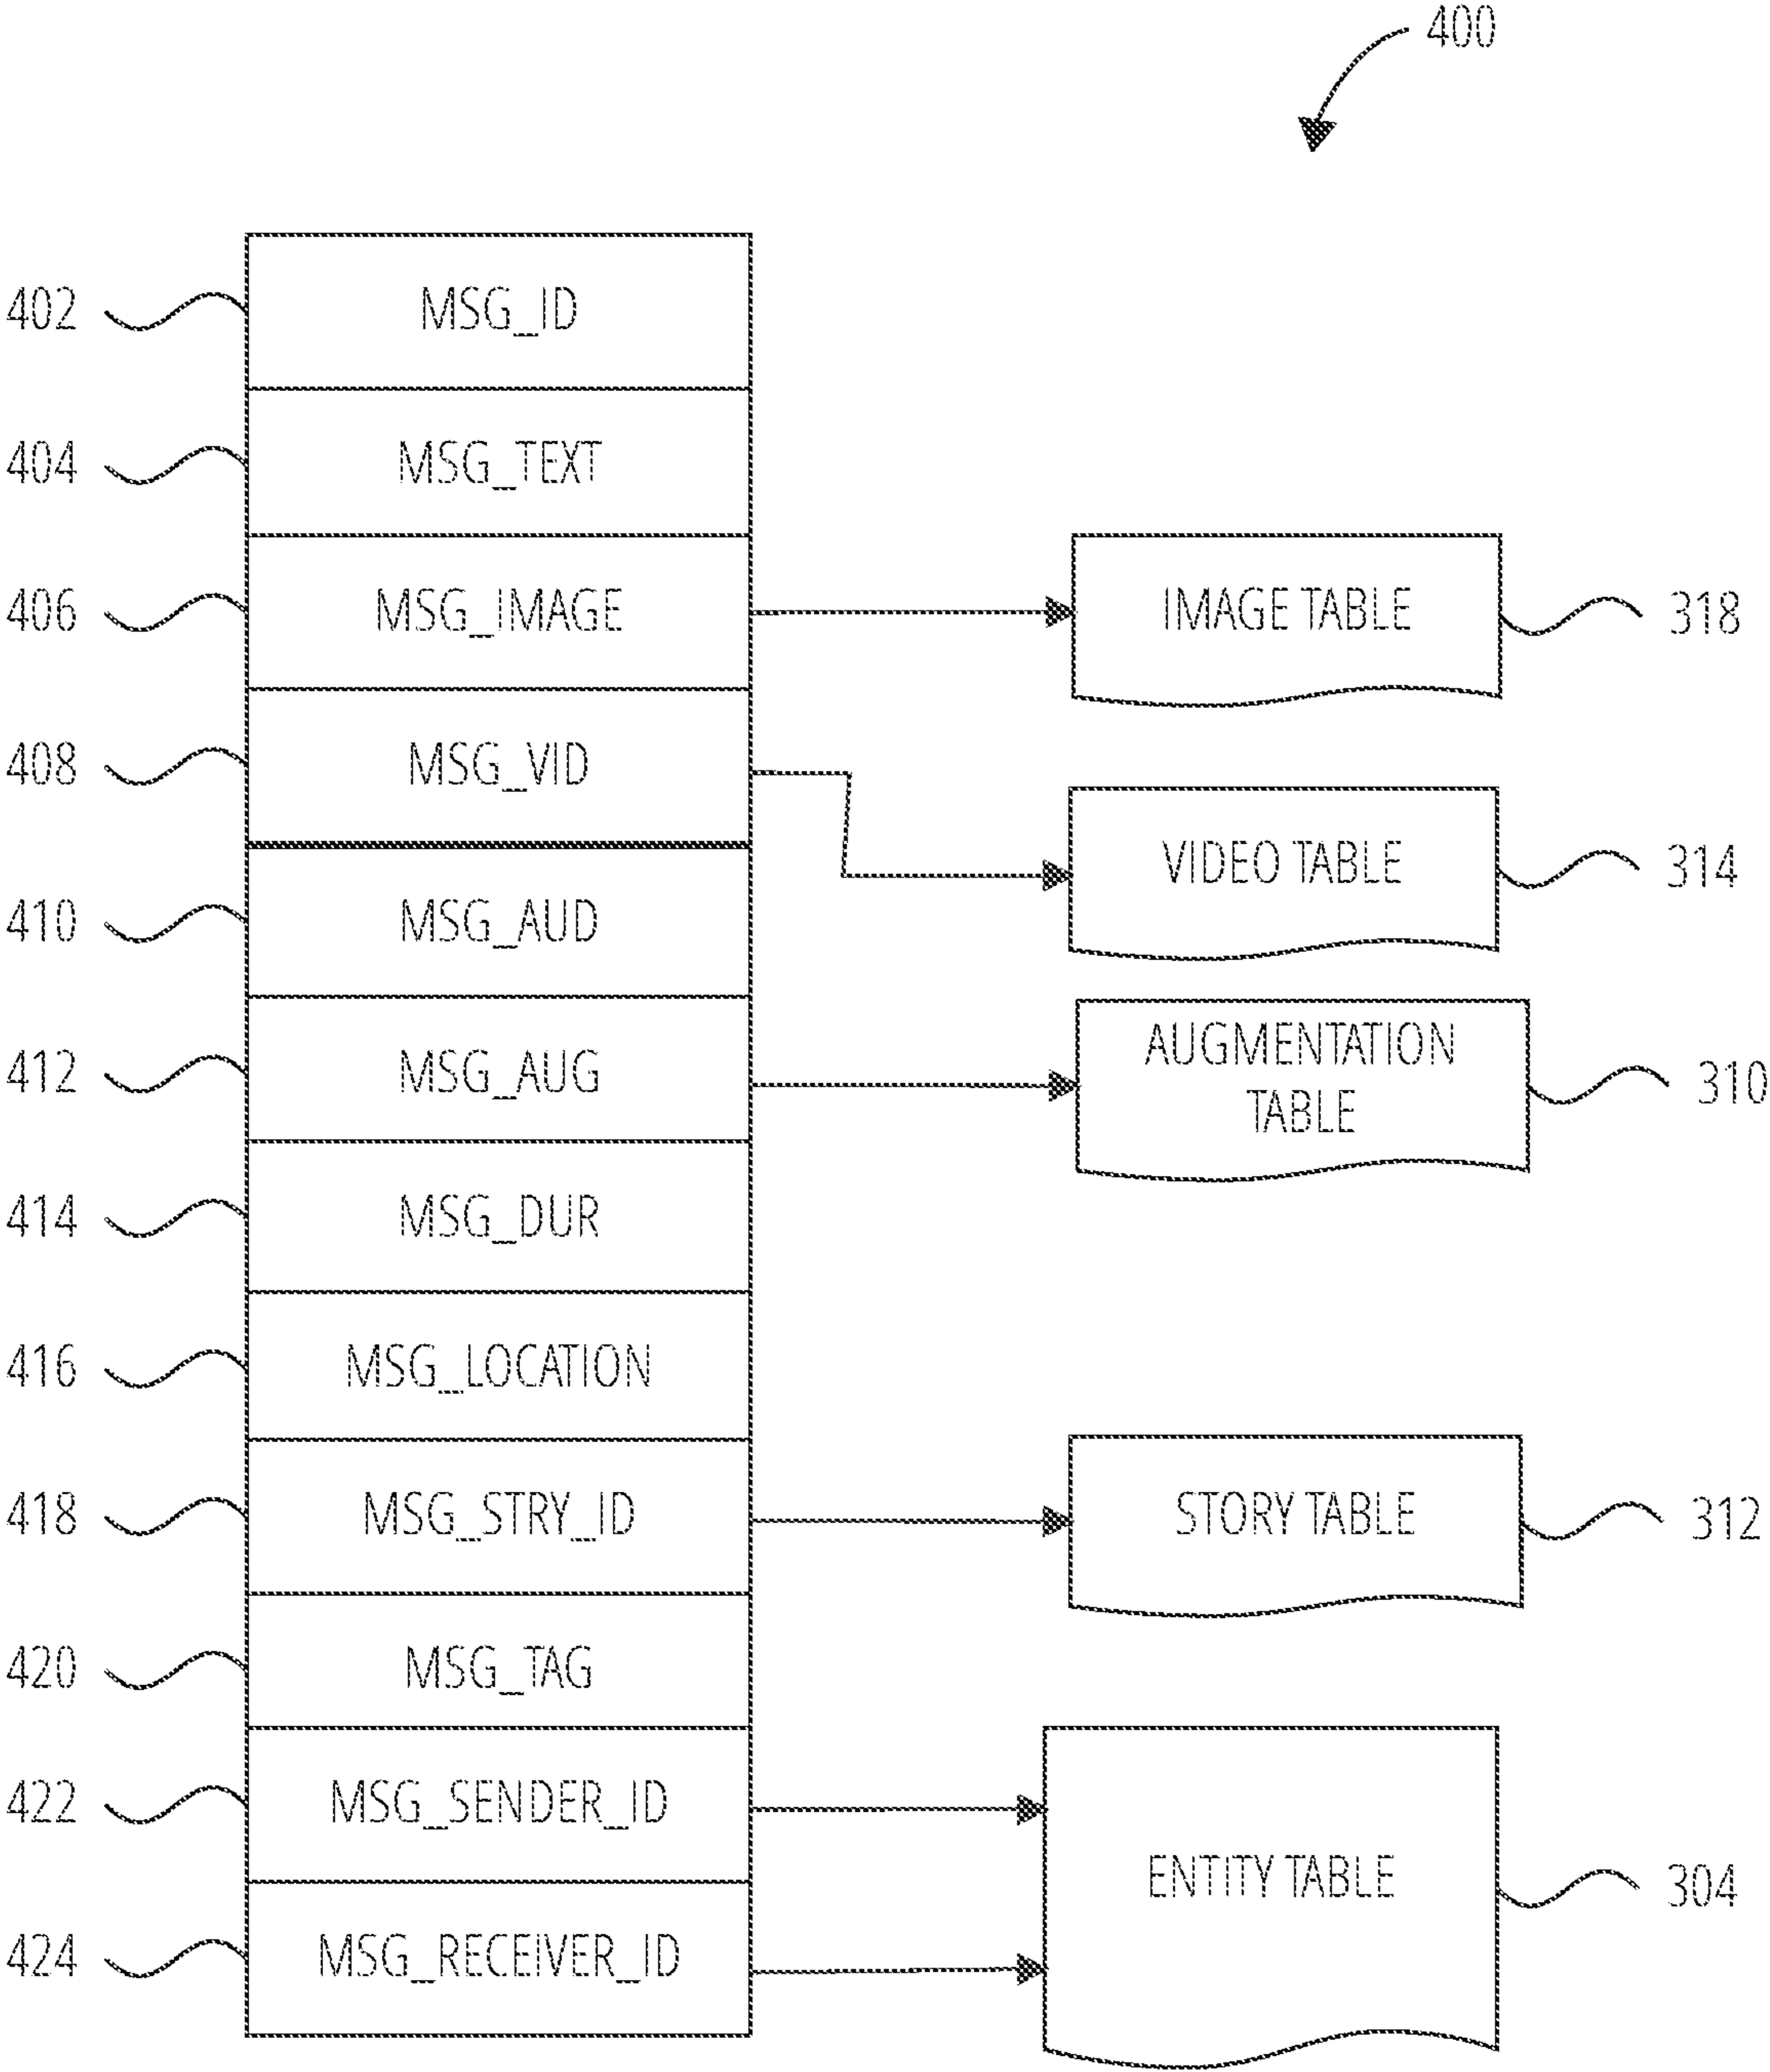 400
402 MSG_ID
404 MSG_TEXT
406 MSG_IMAGE IMAGE TABLE 318
408 MSG_VID
VIDEO TABLE 314
410 MSG_AUD
412 MSG_AUG AUGMENTATION
TABLE 310
414 MSG_DUR
416 MSG_LOCATION
418 MSG_STRY_ID STORY TABLE 312
420 MSG_TAG
422 MSG_SENDER_ID
ENTITY TABLE 304
424 MSG_RECEIVER_ID